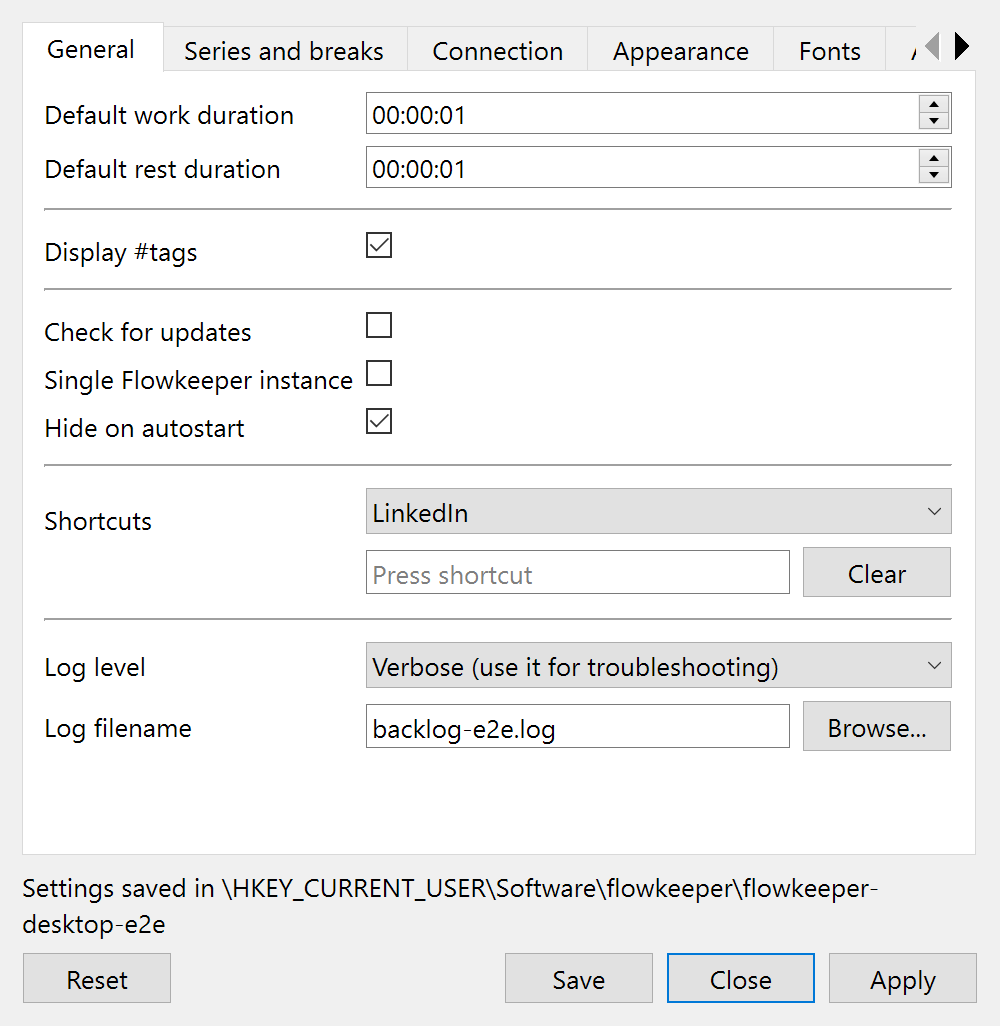 General
Series and breaks
Connection
Appearance
Fonts
Default work duration
00:00:01
Default rest duration
00:00:01
Display #tags
Check for updates
Single Flowkeeper instance
Hide on autostart
Shortcuts
LinkedIn
Press shortcut
Clear
Log level
Verbose (use it for troubleshooting)
Log filename
backlog-e2e.log
Browse...
Settings saved in \HKEY_CURRENT_USER\Software\flowkeeper\flowkeeper-
desktop-e2e
Reset
Save
Close
Apply